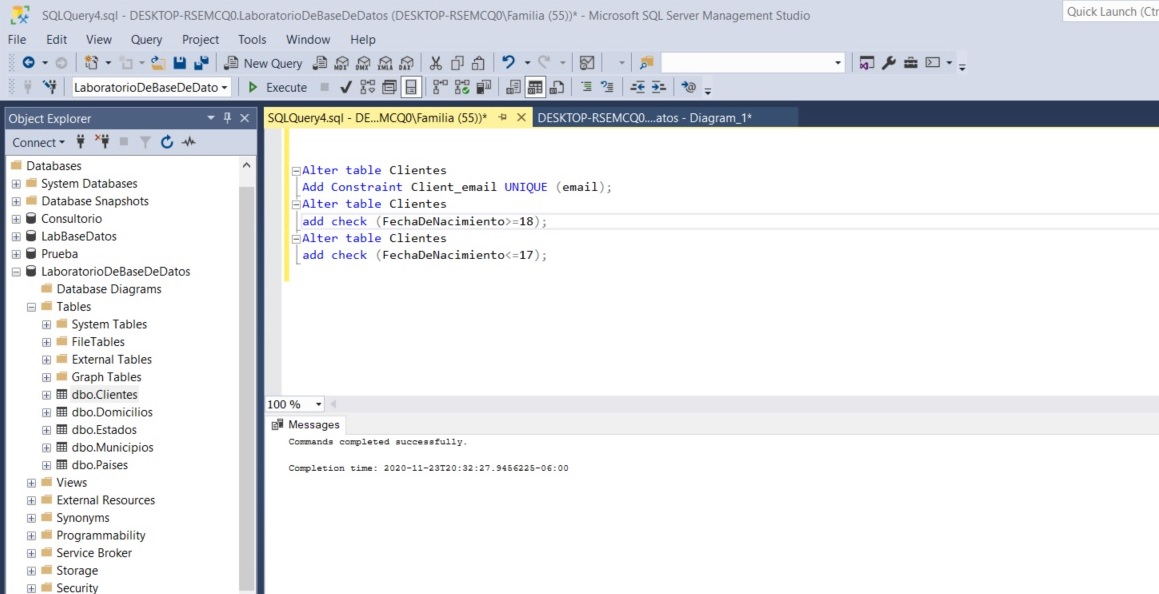 SQLQuery4.sql - DESKTOP-RSEMCQ0.LaboratorioDeBaseDeDatos (DESKTOP-RSEMCQ0\Familia (55))* - Microsoft SQL Server Management Studio
Quick Launch (Ctr
File Edit View Query Project Tools Window Help
New Query
MDX DMX XMLA DAX
LaboratorioDeBaseDeDato
Execute
Object Explorer
SQLQuery4.sql - DE...MCQ0\Familia (55))*
DESKTOP-RSEMCQ0....atos - Diagram_1*
Connect
Databases
System Databases
Database Snapshots
Consultorio
LabBaseDatos
Prueba
LaboratorioDeBaseDeDatos
Database Diagrams
Tables
System Tables
FileTables
External Tables
Graph Tables
dbo.Clientes
dbo.Domicilios
dbo.Estados
dbo.Municipios
dbo.Paises
Views
External Resources
Synonyms
Programmability
Service Broker
Storage
Security
Alter table Clientes
Add Constraint Client_email UNIQUE (email);
Alter table Clientes
add check (FechaDeNacimiento>=18);
Alter table Clientes
add check (FechaDeNacimiento<=17);
100 %
Messages
Commands completed successfully.
Completion time: 2020-11-23T20:32:27.9456225-06:00